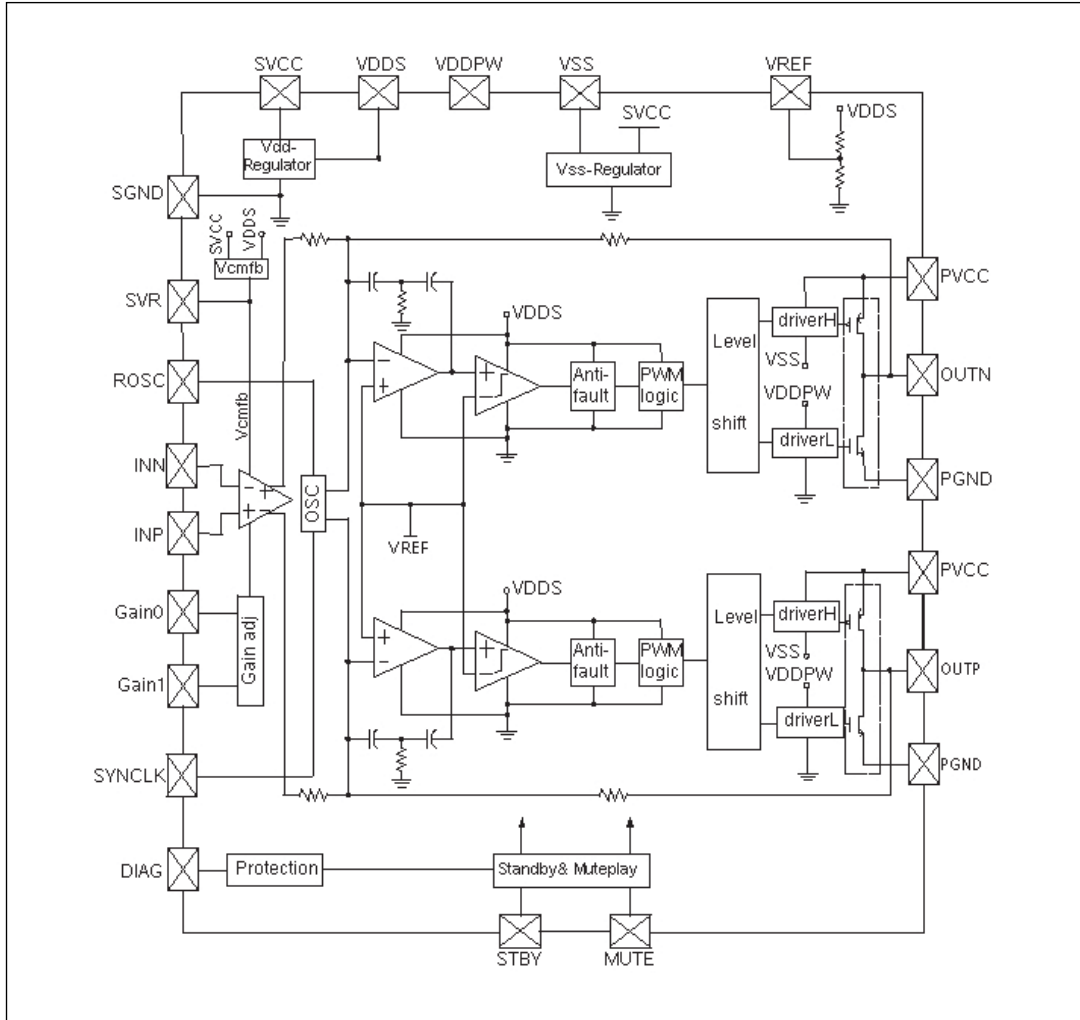 SVCC
VDDS
VDDPW
VSS
VREF
SVCC
VDDS
Vdd-
Regulator
Vss-Regulator
SGND
SVCC
VDDS
Vcmfb
SVR
PVCC
VDDS
driverH
Level
shift
ROSC
Vcmfb
Anti-
fault
PWM
logic
VSS
VDDPW
OUTN
driverL
INN
PGND
OSC
INP
VREF
PVCC
VDDS
Gain0
Gain adj
Level
shift
driverH
Anti-
fault
PWM
logic
VSS
VDDPW
OUTP
Gain1
driverL
SYNCLK
PGND
DIAG
Protection
Standby& Muteplay
STBY
MUTE